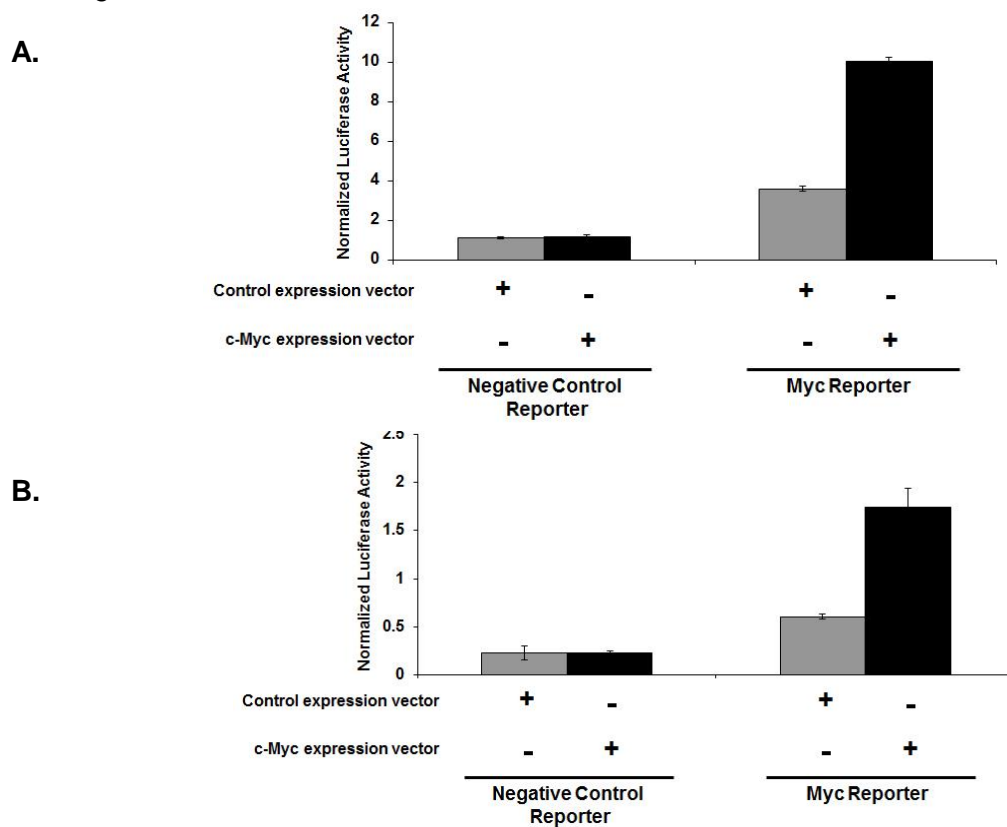 A.
Normalized Luciferase Activity
12
10
8
6
4
2
0
Control expression vector + - + -
c-Myc expression vector - + - +
Negative Control Myc Reporter
Reporter
B.
Normalized Luciferase Activity
2.5
2
1.5
1
0.5
0
Control expression vector + - + -
c-Myc expression vector - + - +
Negative Control Myc Reporter
Reporter